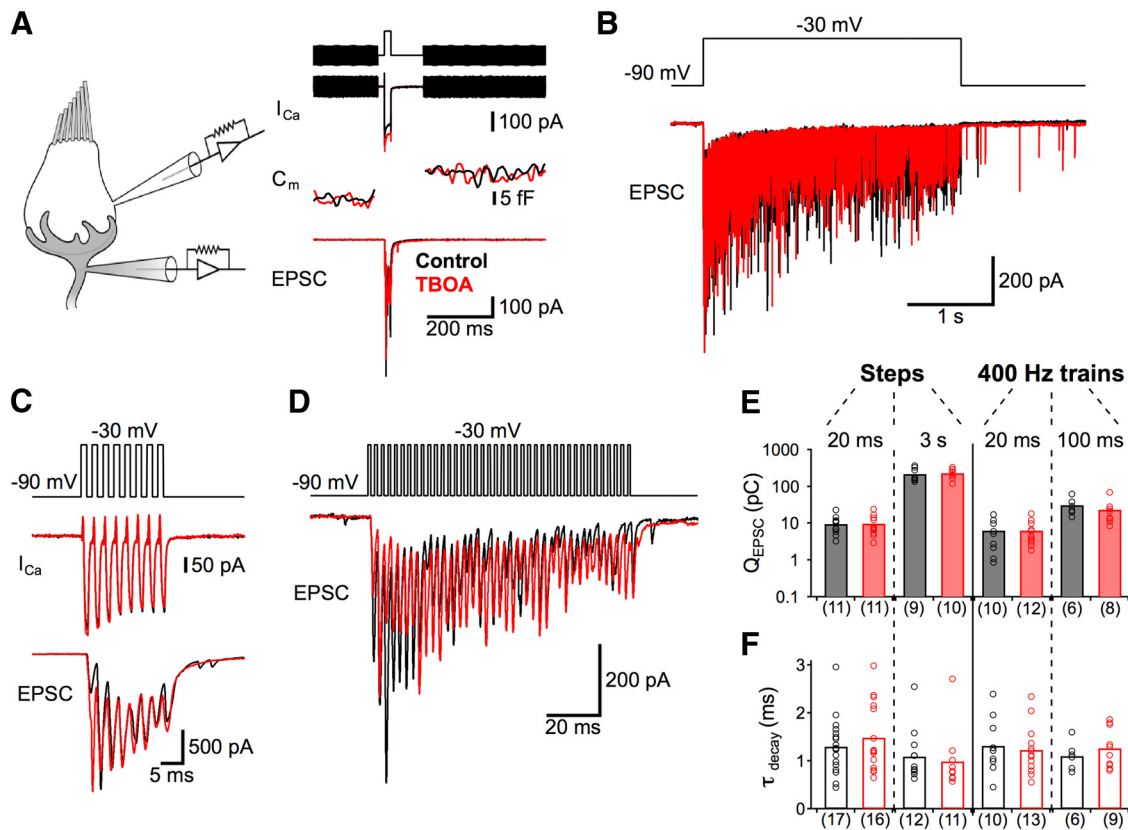 A
I_Ca
100 pA
C_m
5 fF
EPSC
Control
TBOA
100 pA
200 ms
B
-30 mV
-90 mV
EPSC
200 pA
1 s
C
-30 mV
-90 mV
I_Ca
50 pA
EPSC
500 pA
5 ms
D
-30 mV
-90 mV
EPSC
200 pA
20 ms
Steps 400 Hz trains
E
20 ms 3 s 20 ms 100 ms
Q_EPSC (pC)
1000
100
10
1
0.1
(11) (11) (9) (10) (10) (12) (6) (8)
F
τ_decay (ms)
3
2
1
0
(17) (16) (12) (11) (10) (13) (6) (9)